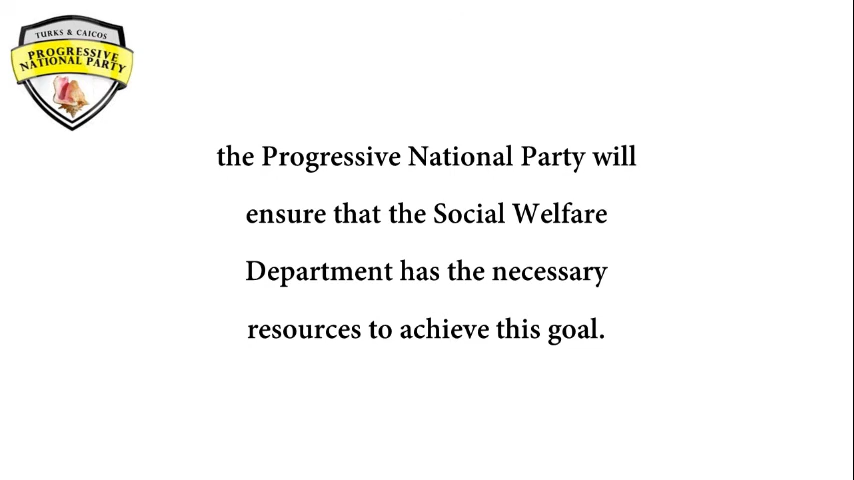 TURKS & CAICOS
PROGRESSIVE
NATIONAL PARTY
the Progressive National Party will
ensure that the Social Welfare
Department has the necessary
resources to achieve this goal.